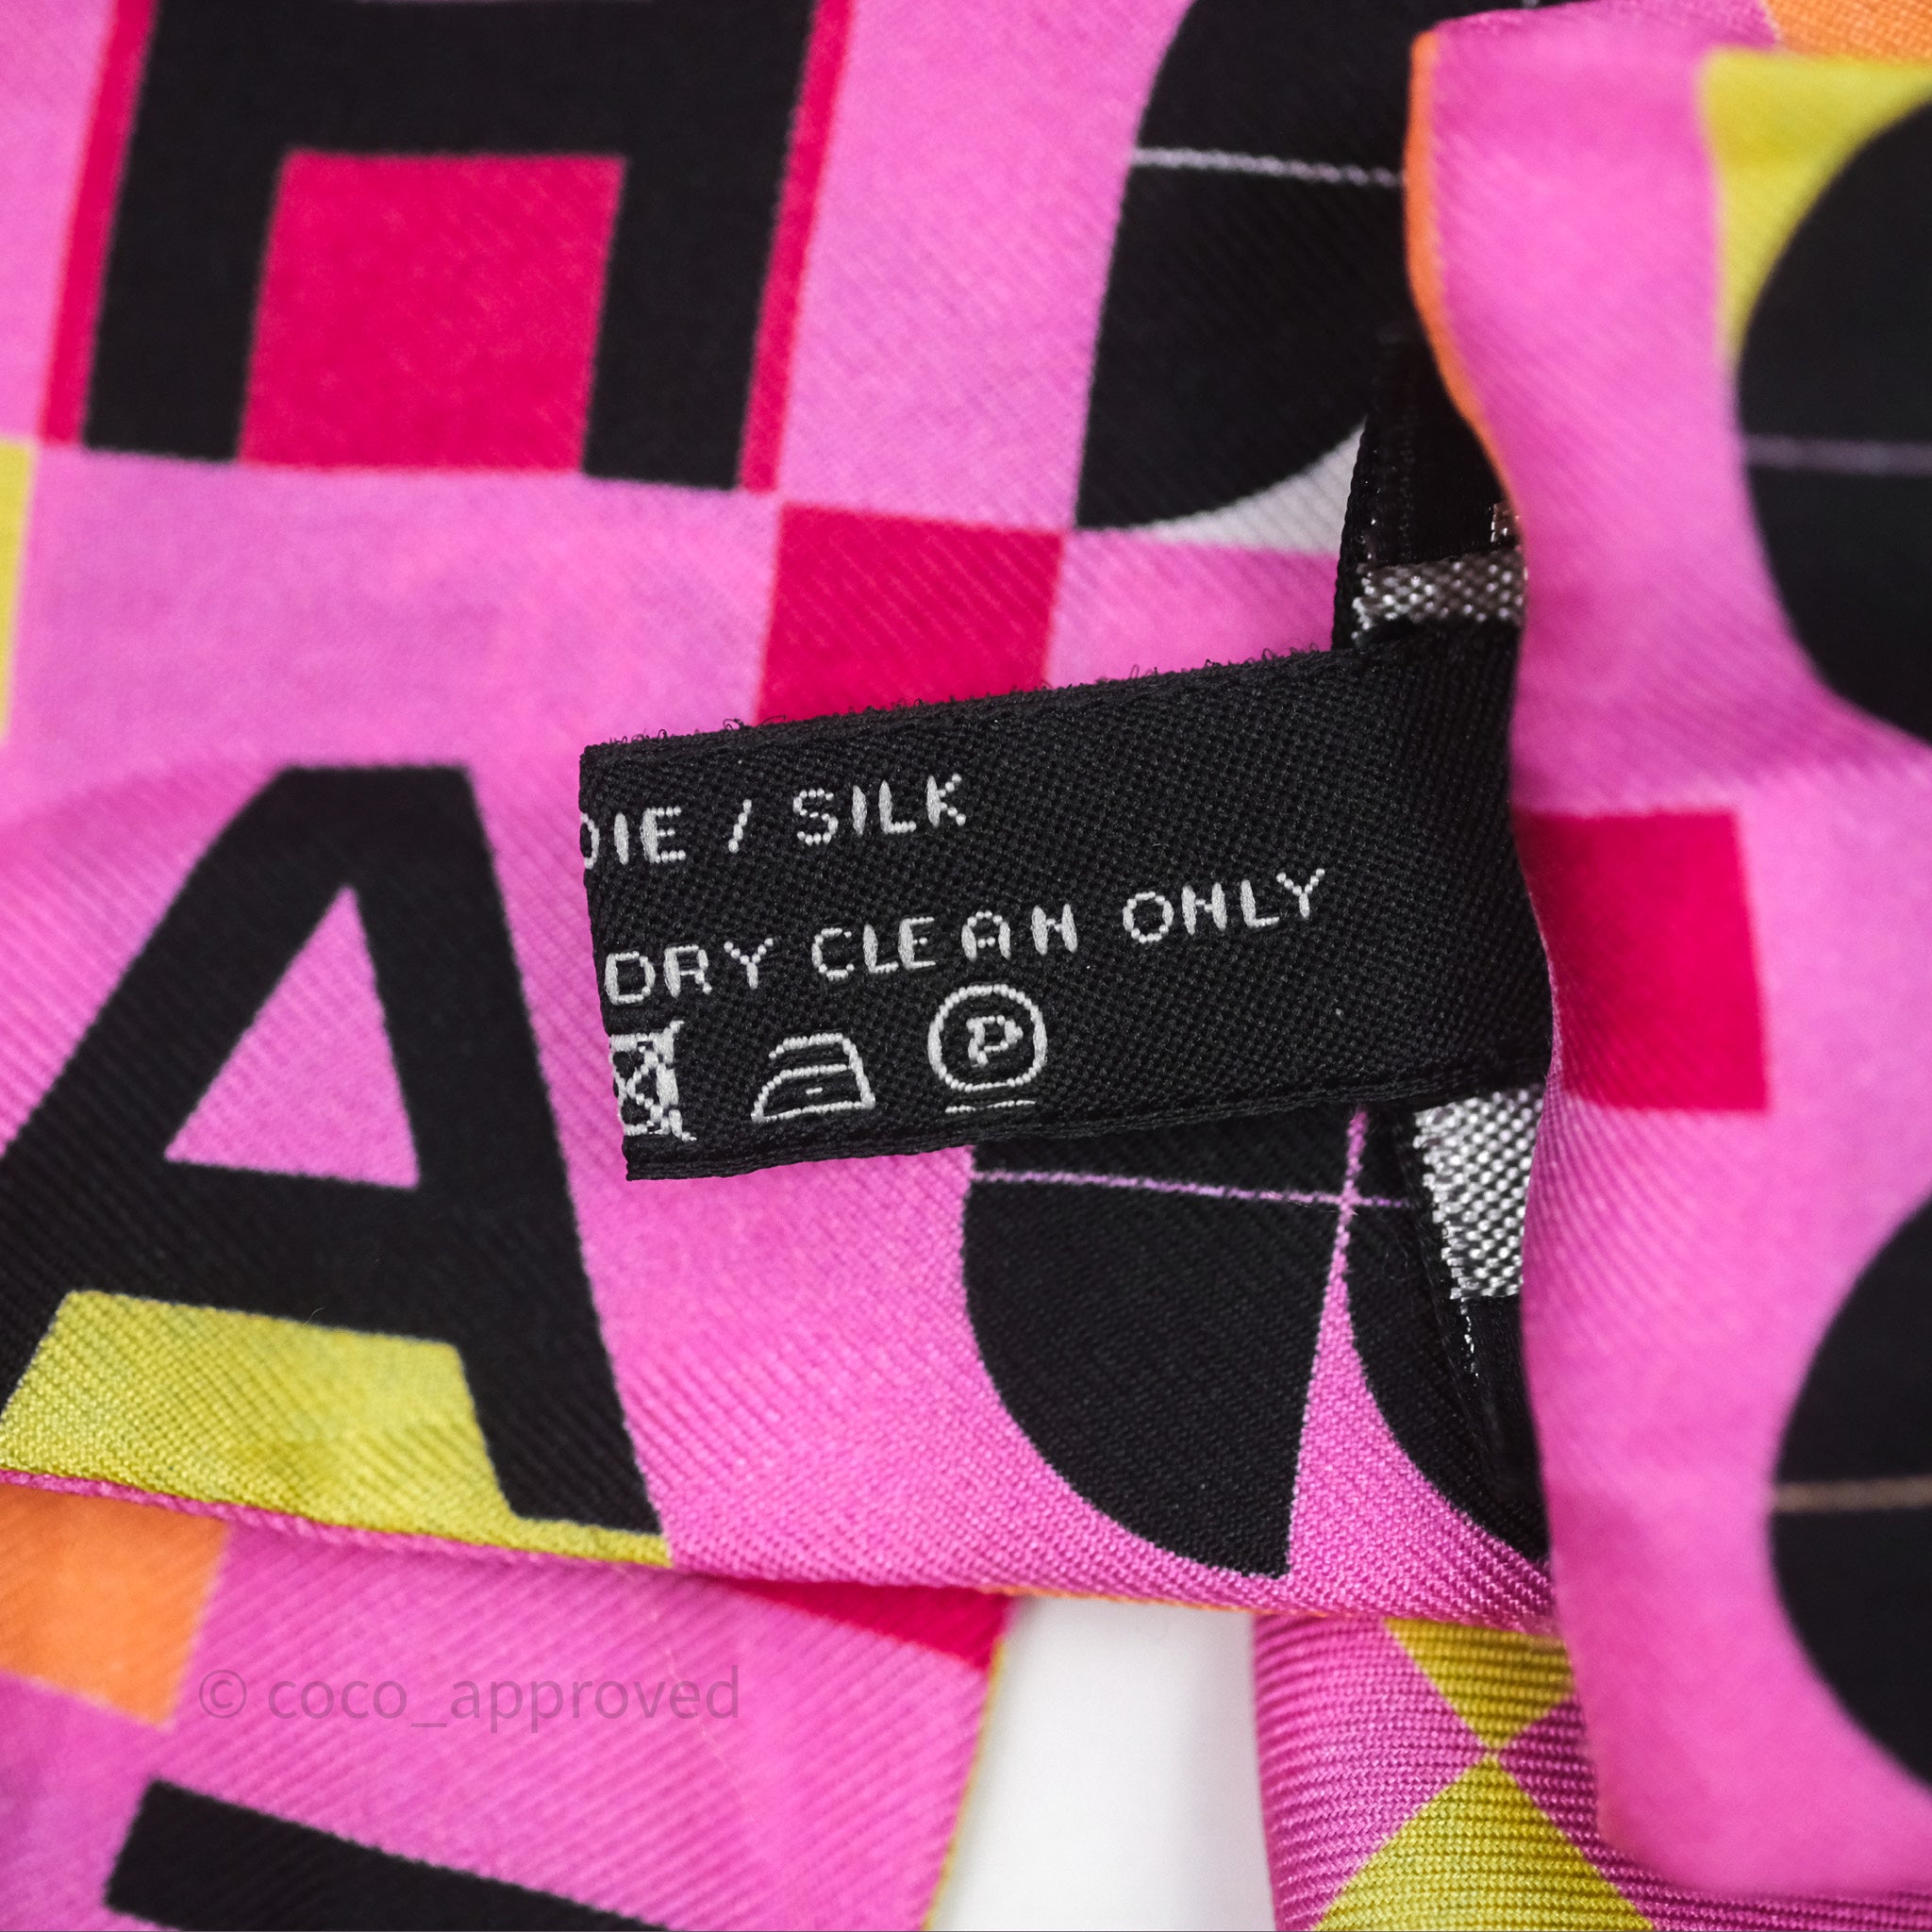 H
A
OIE / SILK
DRY CLEAN ONLY
P
© coco_approved